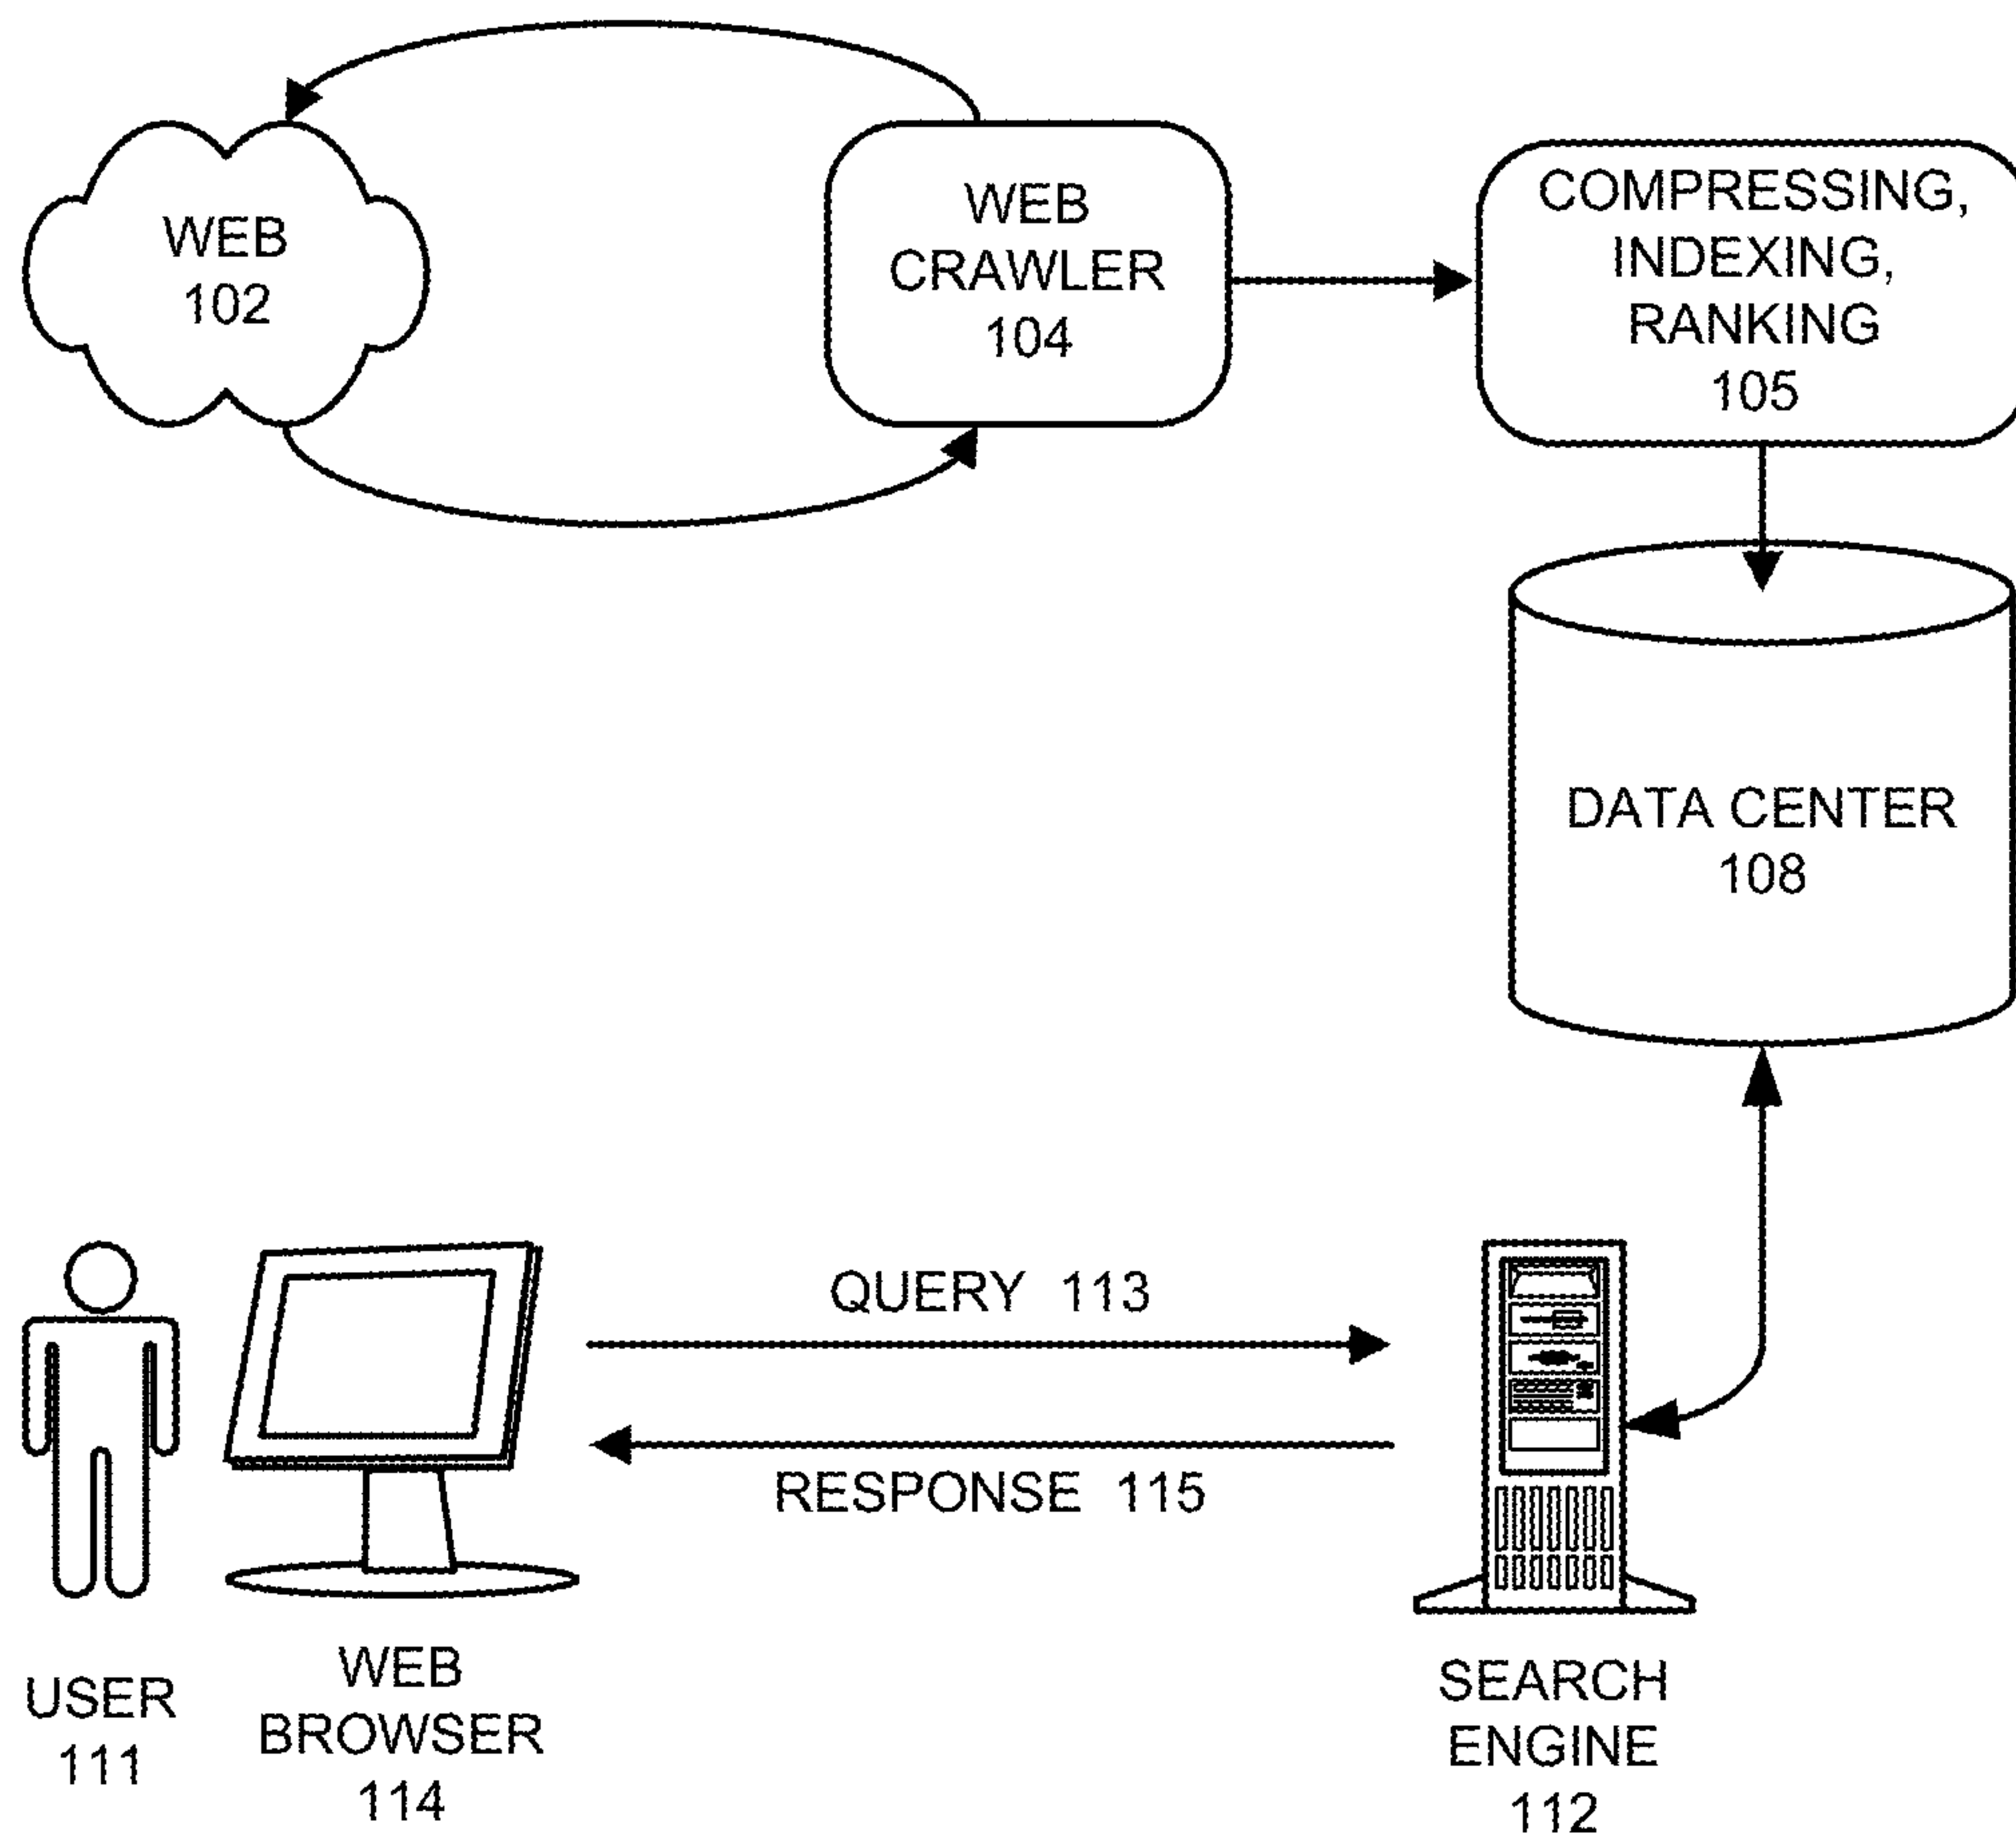 WEB
102
WEB
CRAWLER
104
COMPRESSING,
INDEXING,
RANKING
105
DATA CENTER
108
QUERY 113
RESPONSE 115
USER
111
WEB
BROWSER
114
SEARCH
ENGINE
112